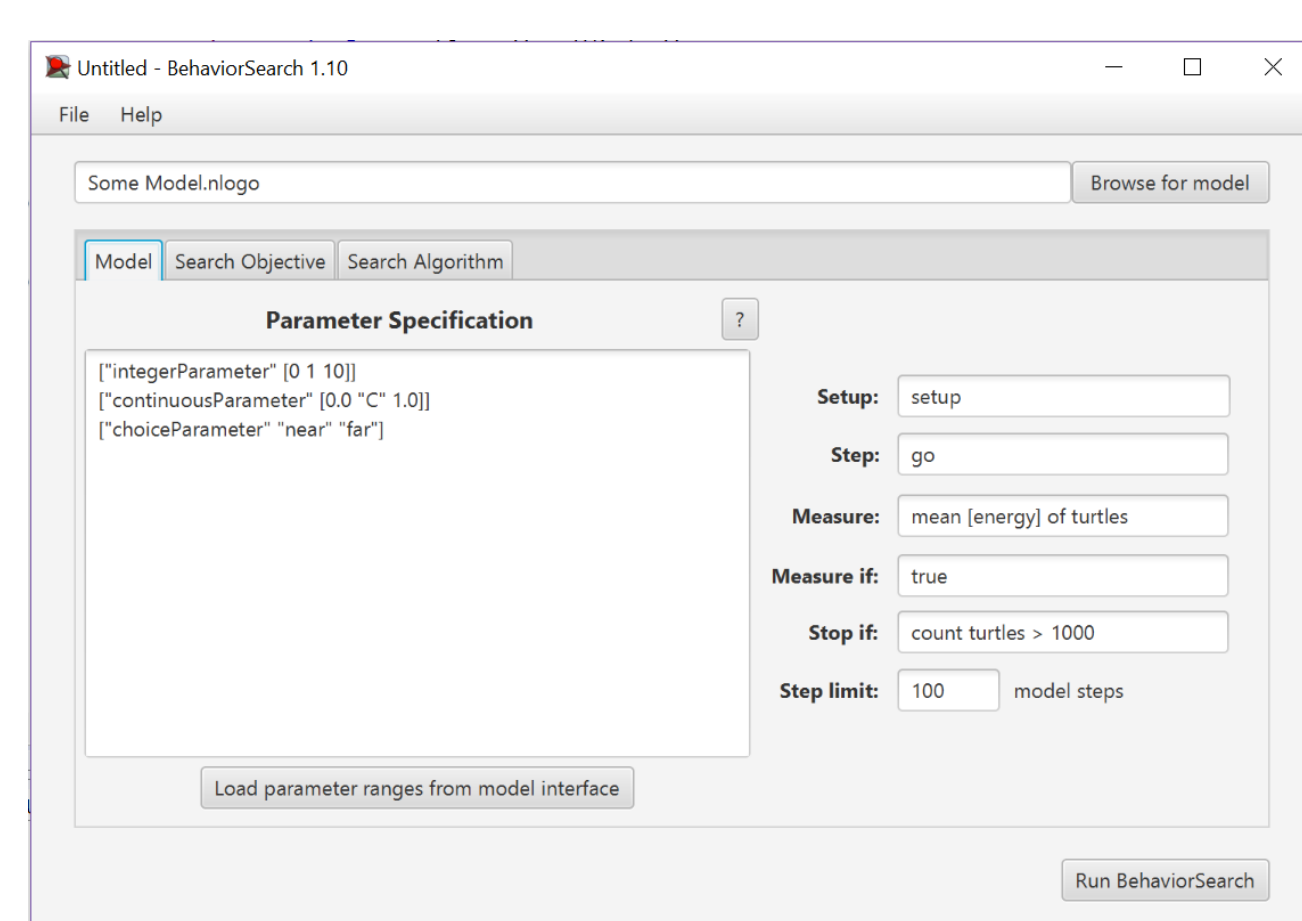 Untitled - BehaviorSearch 1.10
File Help
Some Model.nlogo Browse for model
Model Search Objective Search Algorithm
Parameter Specification ?
["integerParameter" [0 1 10]]
["continuousParameter" [0.0 "C" 1.0]]
["choiceParameter" "near" "far"]
Setup: setup
Step: go
Measure: mean [energy] of turtles
Measure if: true
Stop if: count turtles > 1000
Step limit: 100 model steps
Load parameter ranges from model interface
Run BehaviorSearch